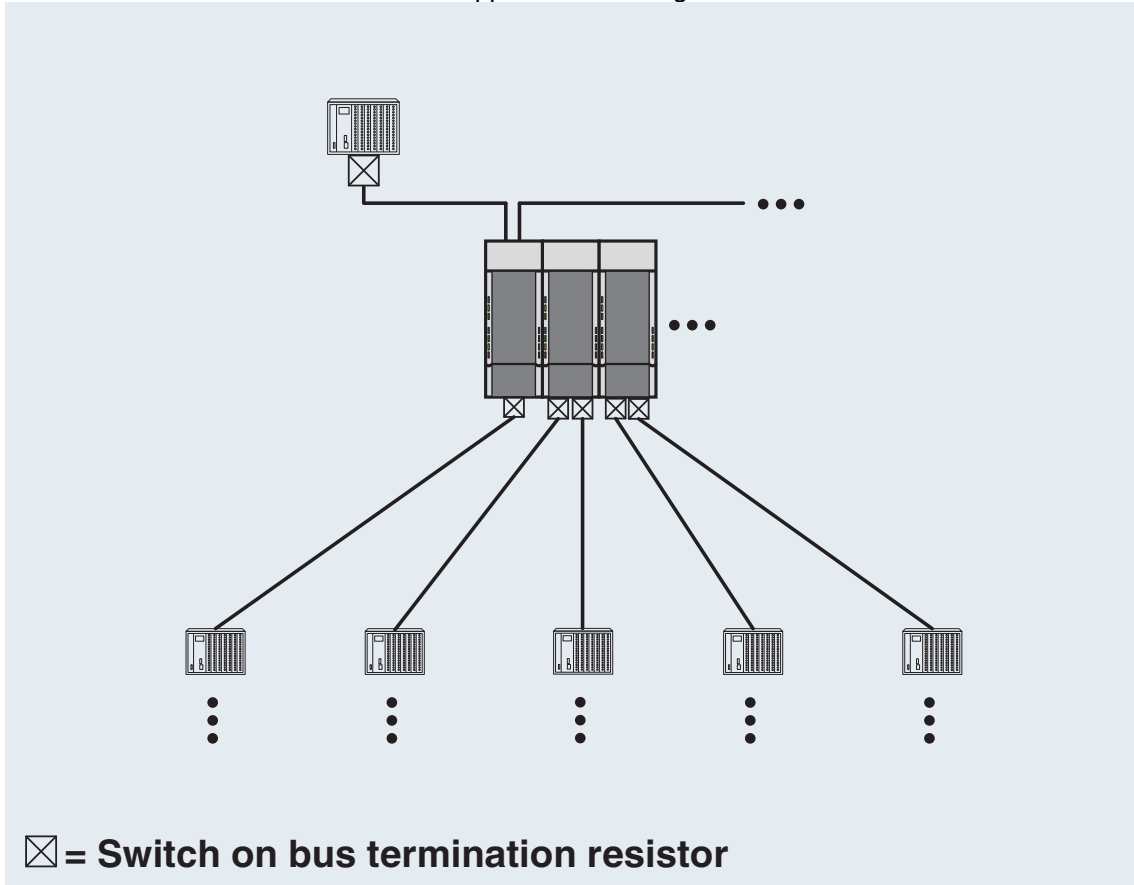 = Switch on bus termination resistor